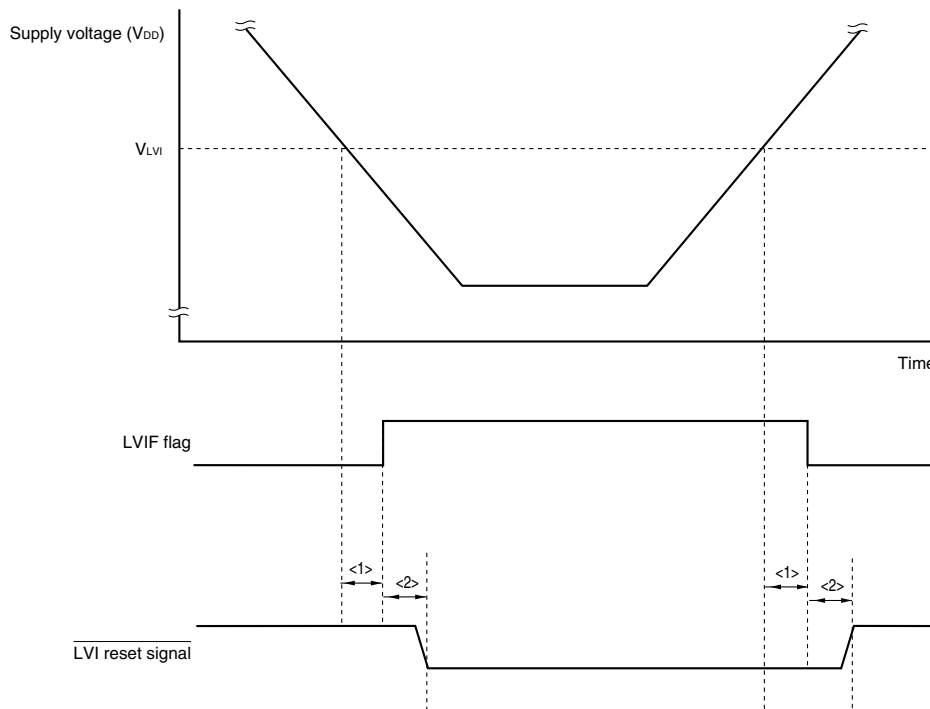 Supply voltage (VDD)
VLVI
Time
LVIF flag
<1>
<2>
<1>
<2>
LVI reset signal